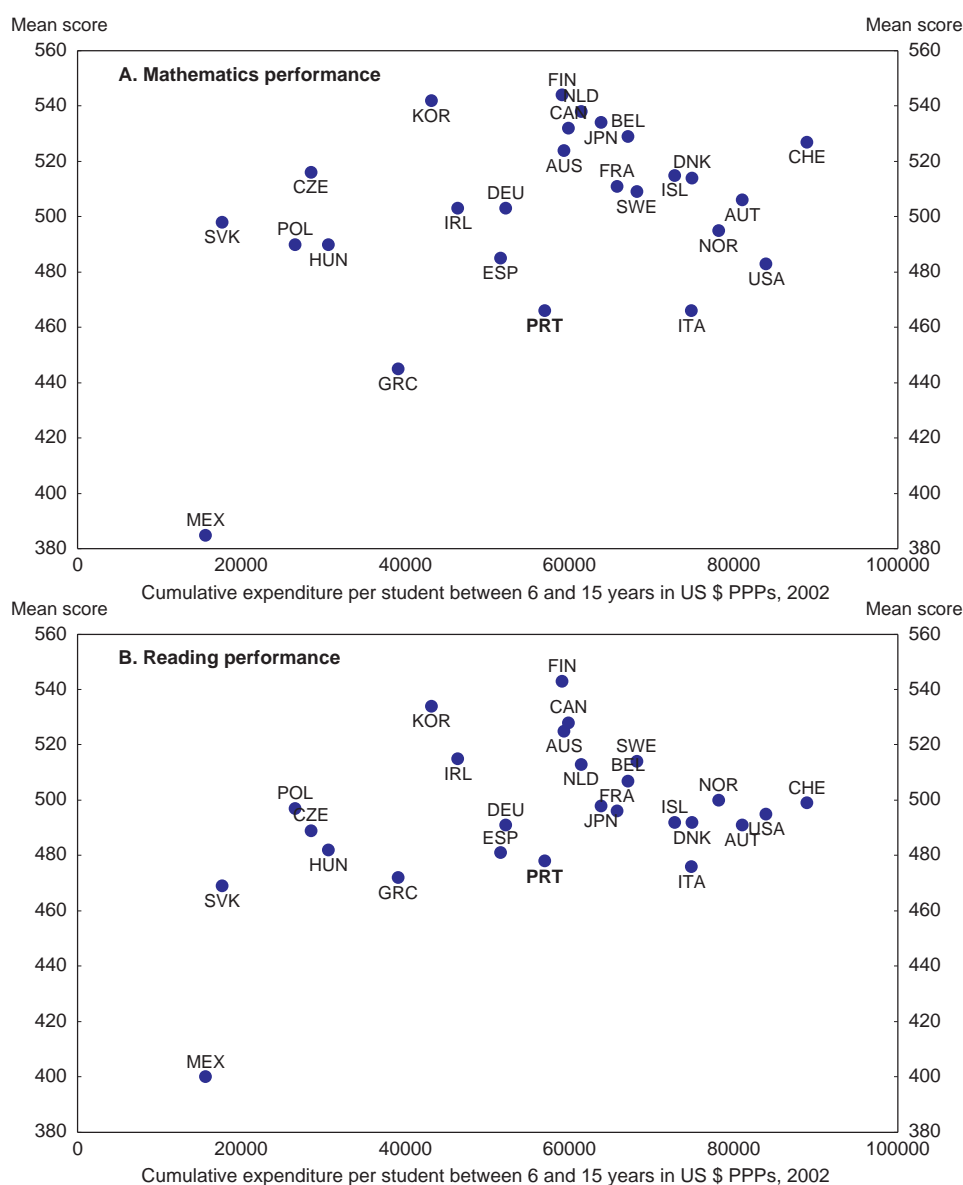 Mean score Mean score
560 560
A. Mathematics performance
FIN
NLD
540 540
KOR CAN BEL
JPN
CHE
520 520
AUS
CZE FRA DNK
ISL
DEU SWE
500 IRL AUT 500
SVK POL
NOR
HUN
480 ESP USA 480
460 PRT ITA 460
440 GRC 440
420 420
400 400
MEX
380 380
0 20000 40000 60000 80000 100000
Cumulative expenditure per student between 6 and 15 years in US $ PPPs, 2002
Mean score Mean score
560 560
B. Reading performance
FIN
540 540
CAN
KOR
520 AUS SWE 520
IRL BEL
NLD
POL NOR CHE
500 FRA 500
CZE DEU JPN ISL
USA
ESP DNK AUT
HUN
480 480
PRT ITA
GRC
SVK
460 460
440 440
420 420
MEX
400 400
380 380
0 20000 40000 60000 80000 100000
Cumulative expenditure per student between 6 and 15 years in US $ PPPs, 2002